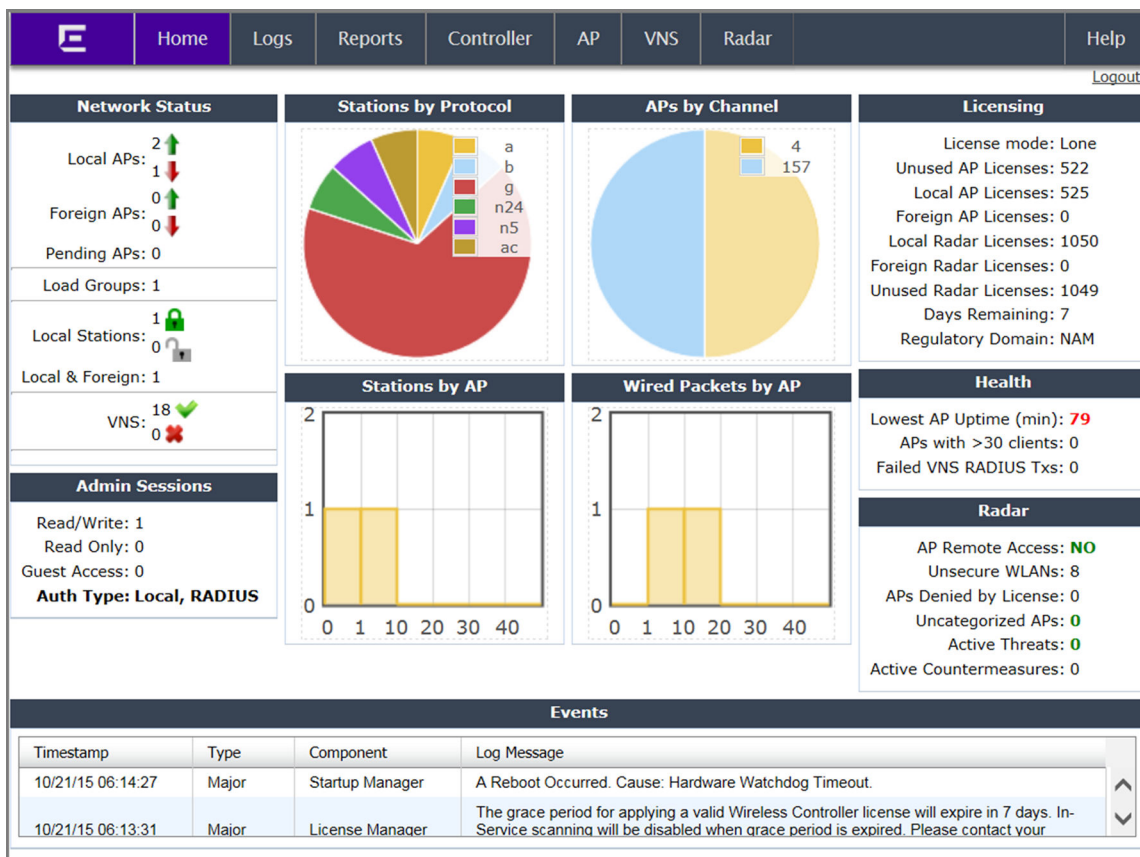 Home Logs Reports Controller AP VNS Radar Help
Logout
Network Status
Local APs: 2
1
Foreign APs: 0
0
Pending APs: 0
Load Groups: 1
Local Stations: 1
0
Local & Foreign: 1
VNS: 18
0
Admin Sessions
Read/Write: 1
Read Only: 0
Guest Access: 0
Auth Type: Local, RADIUS
Stations by Protocol
a
b
g
n24
n5
ac
APs by Channel
4
157
Stations by AP
2
1
0
0 1 10 20 30 40
Wired Packets by AP
2
1
0
0 1 10 20 30 40
Licensing
License mode: Lone
Unused AP Licenses: 522
Local AP Licenses: 525
Foreign AP Licenses: 0
Local Radar Licenses: 1050
Foreign Radar Licenses: 0
Unused Radar Licenses: 1049
Days Remaining: 7
Regulatory Domain: NAM
Health
Lowest AP Uptime (min): 79
APs with >30 clients: 0
Failed VNS RADIUS Txs: 0
Radar
AP Remote Access: NO
Unsecure WLANs: 8
APs Denied by License: 0
Uncategorized APs: 0
Active Threats: 0
Active Countermeasures: 0
Events
Timestamp Type Component Log Message
10/21/15 06:14:27 Major Startup Manager A Reboot Occurred. Cause: Hardware Watchdog Timeout.
10/21/15 06:13:31 Major License Manager The grace period for applying a valid Wireless Controller license will expire in 7 days. In-
Service scanning will be disabled when grace period is expired. Please contact your